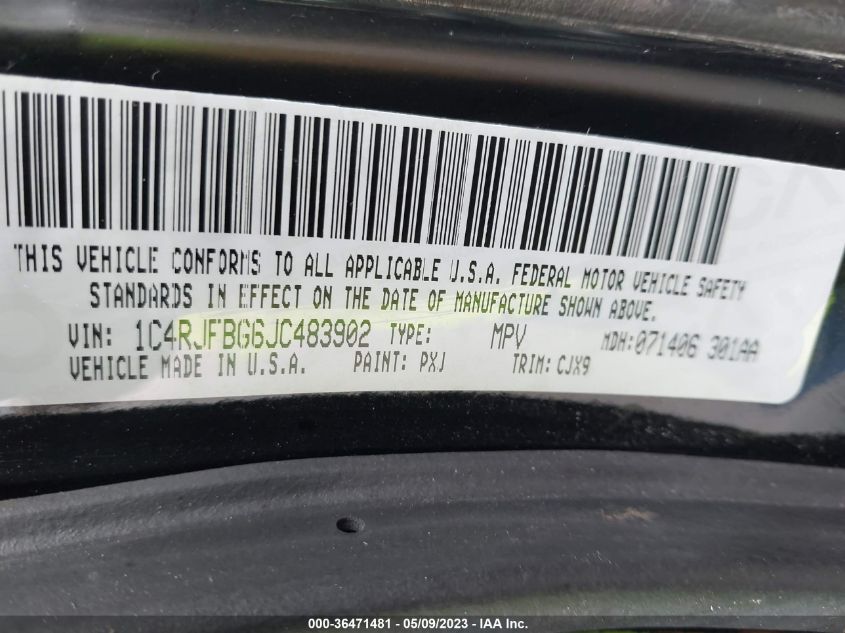 THIS VEHICLE CONFORMS TO ALL APPLICABLE U.S.A. FEDERAL MOTOR VEHICLE SAFETY
STANDARDS IN EFFECT ON THE DATE OF MANUFACTURE SHOWN ABOVE.
VIN: 1C4RJFBG6JC483902 TYPE: MPV MDH:071406 301AA
VEHICLE MADE IN U.S.A. PAINT: PXJ TRIM: CJX9
000-36471481 - 05/09/2023 - IAA Inc.